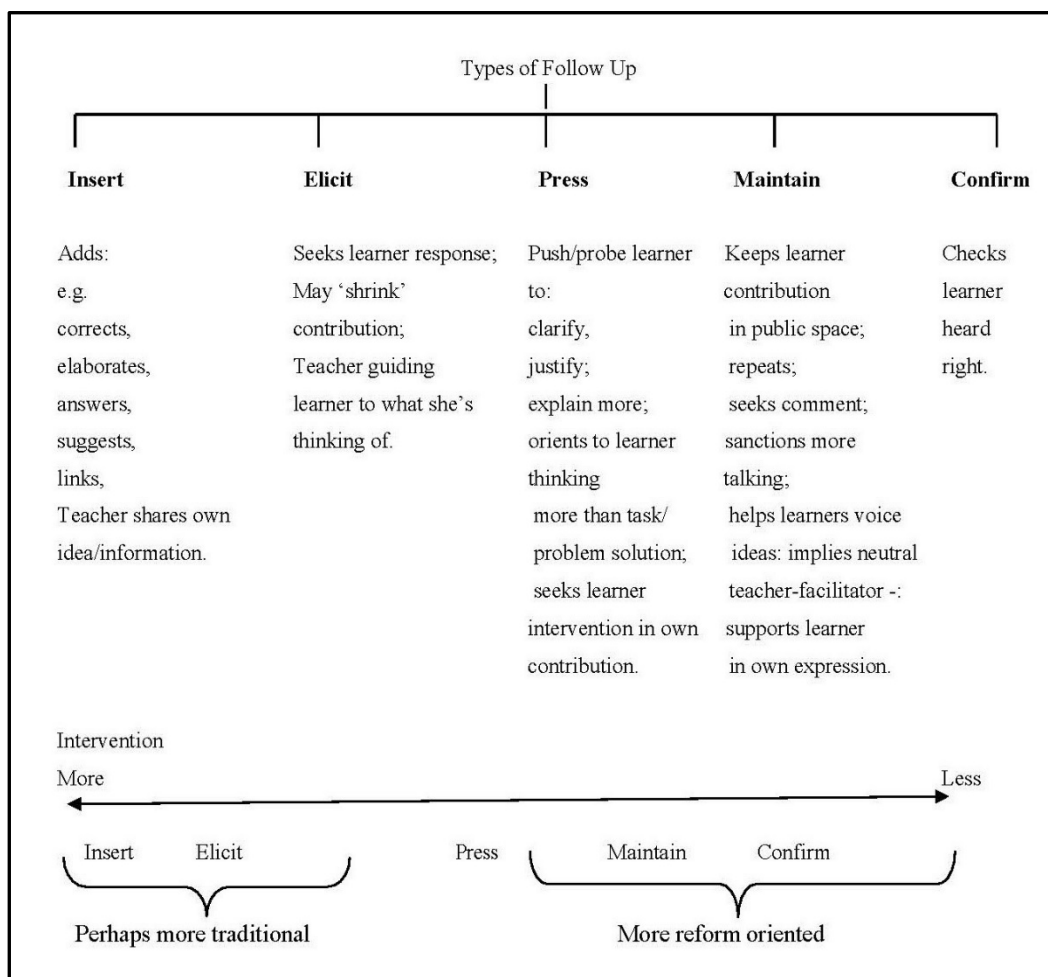 Types of Follow Up
Insert
Elicit
Press
Maintain
Confirm
Adds:
e.g.
corrects,
elaborates,
answers,
suggests,
links,
Teacher shares own
idea/information.
Seeks learner response;
May ‘shrink’
contribution;
Teacher guiding
learner to what she’s
thinking of.
Push/probe learner
to:
clarify,
justify;
explain more;
orients to learner
thinking
more than task/
problem solution;
seeks learner
intervention in own
contribution.
Keeps learner
contribution
in public space;
repeats;
seeks comment;
sanctions more
talking;
helps learners voice
ideas: implies neutral
teacher-facilitator -:
supports learner
in own expression.
Checks
learner
heard
right.
Intervention
More
Less
Insert
Elicit
Press
Maintain
Confirm
Perhaps more traditional
More reform oriented